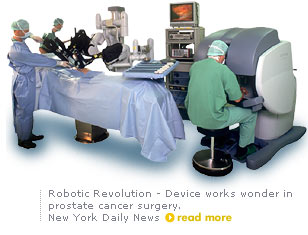 Robotic Revolution - Device works wonder in
prostate cancer surgery.
New York Daily News read more